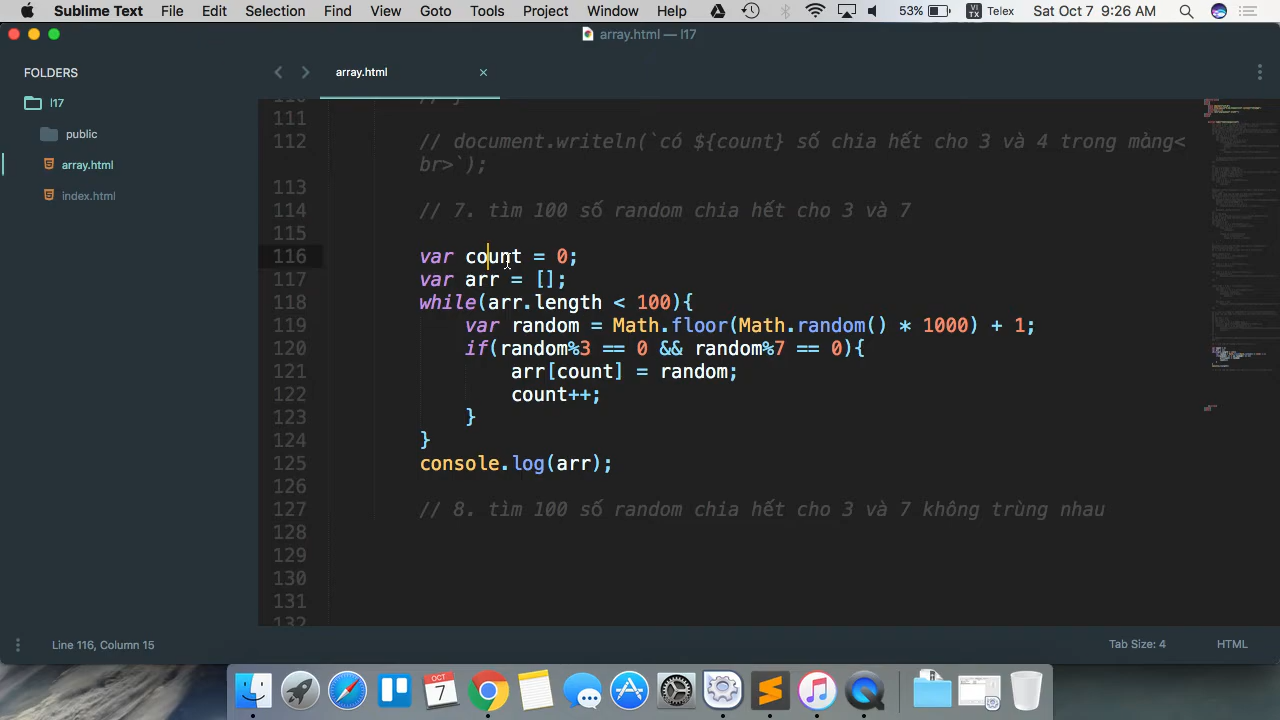 Sublime Text File Edit Selection Find View Goto Tools Project Window Help 53% VI TX Telex Sat Oct 7 9:26 AM
array.html — l17
FOLDERS
l17
public
array.html
index.html
array.html ×
111
112 // document.writeln(`có ${count} số chia hết cho 3 và 4 trong mảng<
br>`);
113
114 // 7. tìm 100 số random chia hết cho 3 và 7
115
116 var count = 0;
117 var arr = [];
118 while(arr.length < 100){
119 var random = Math.floor(Math.random() * 1000) + 1;
120 if(random%3 == 0 && random%7 == 0){
121 arr[count] = random;
122 count++;
123 }
124 }
125 console.log(arr);
126
127 // 8. tìm 100 số random chia hết cho 3 và 7 không trùng nhau
128
129
130
131
132
Line 116, Column 15 Tab Size: 4 HTML
OCT
7